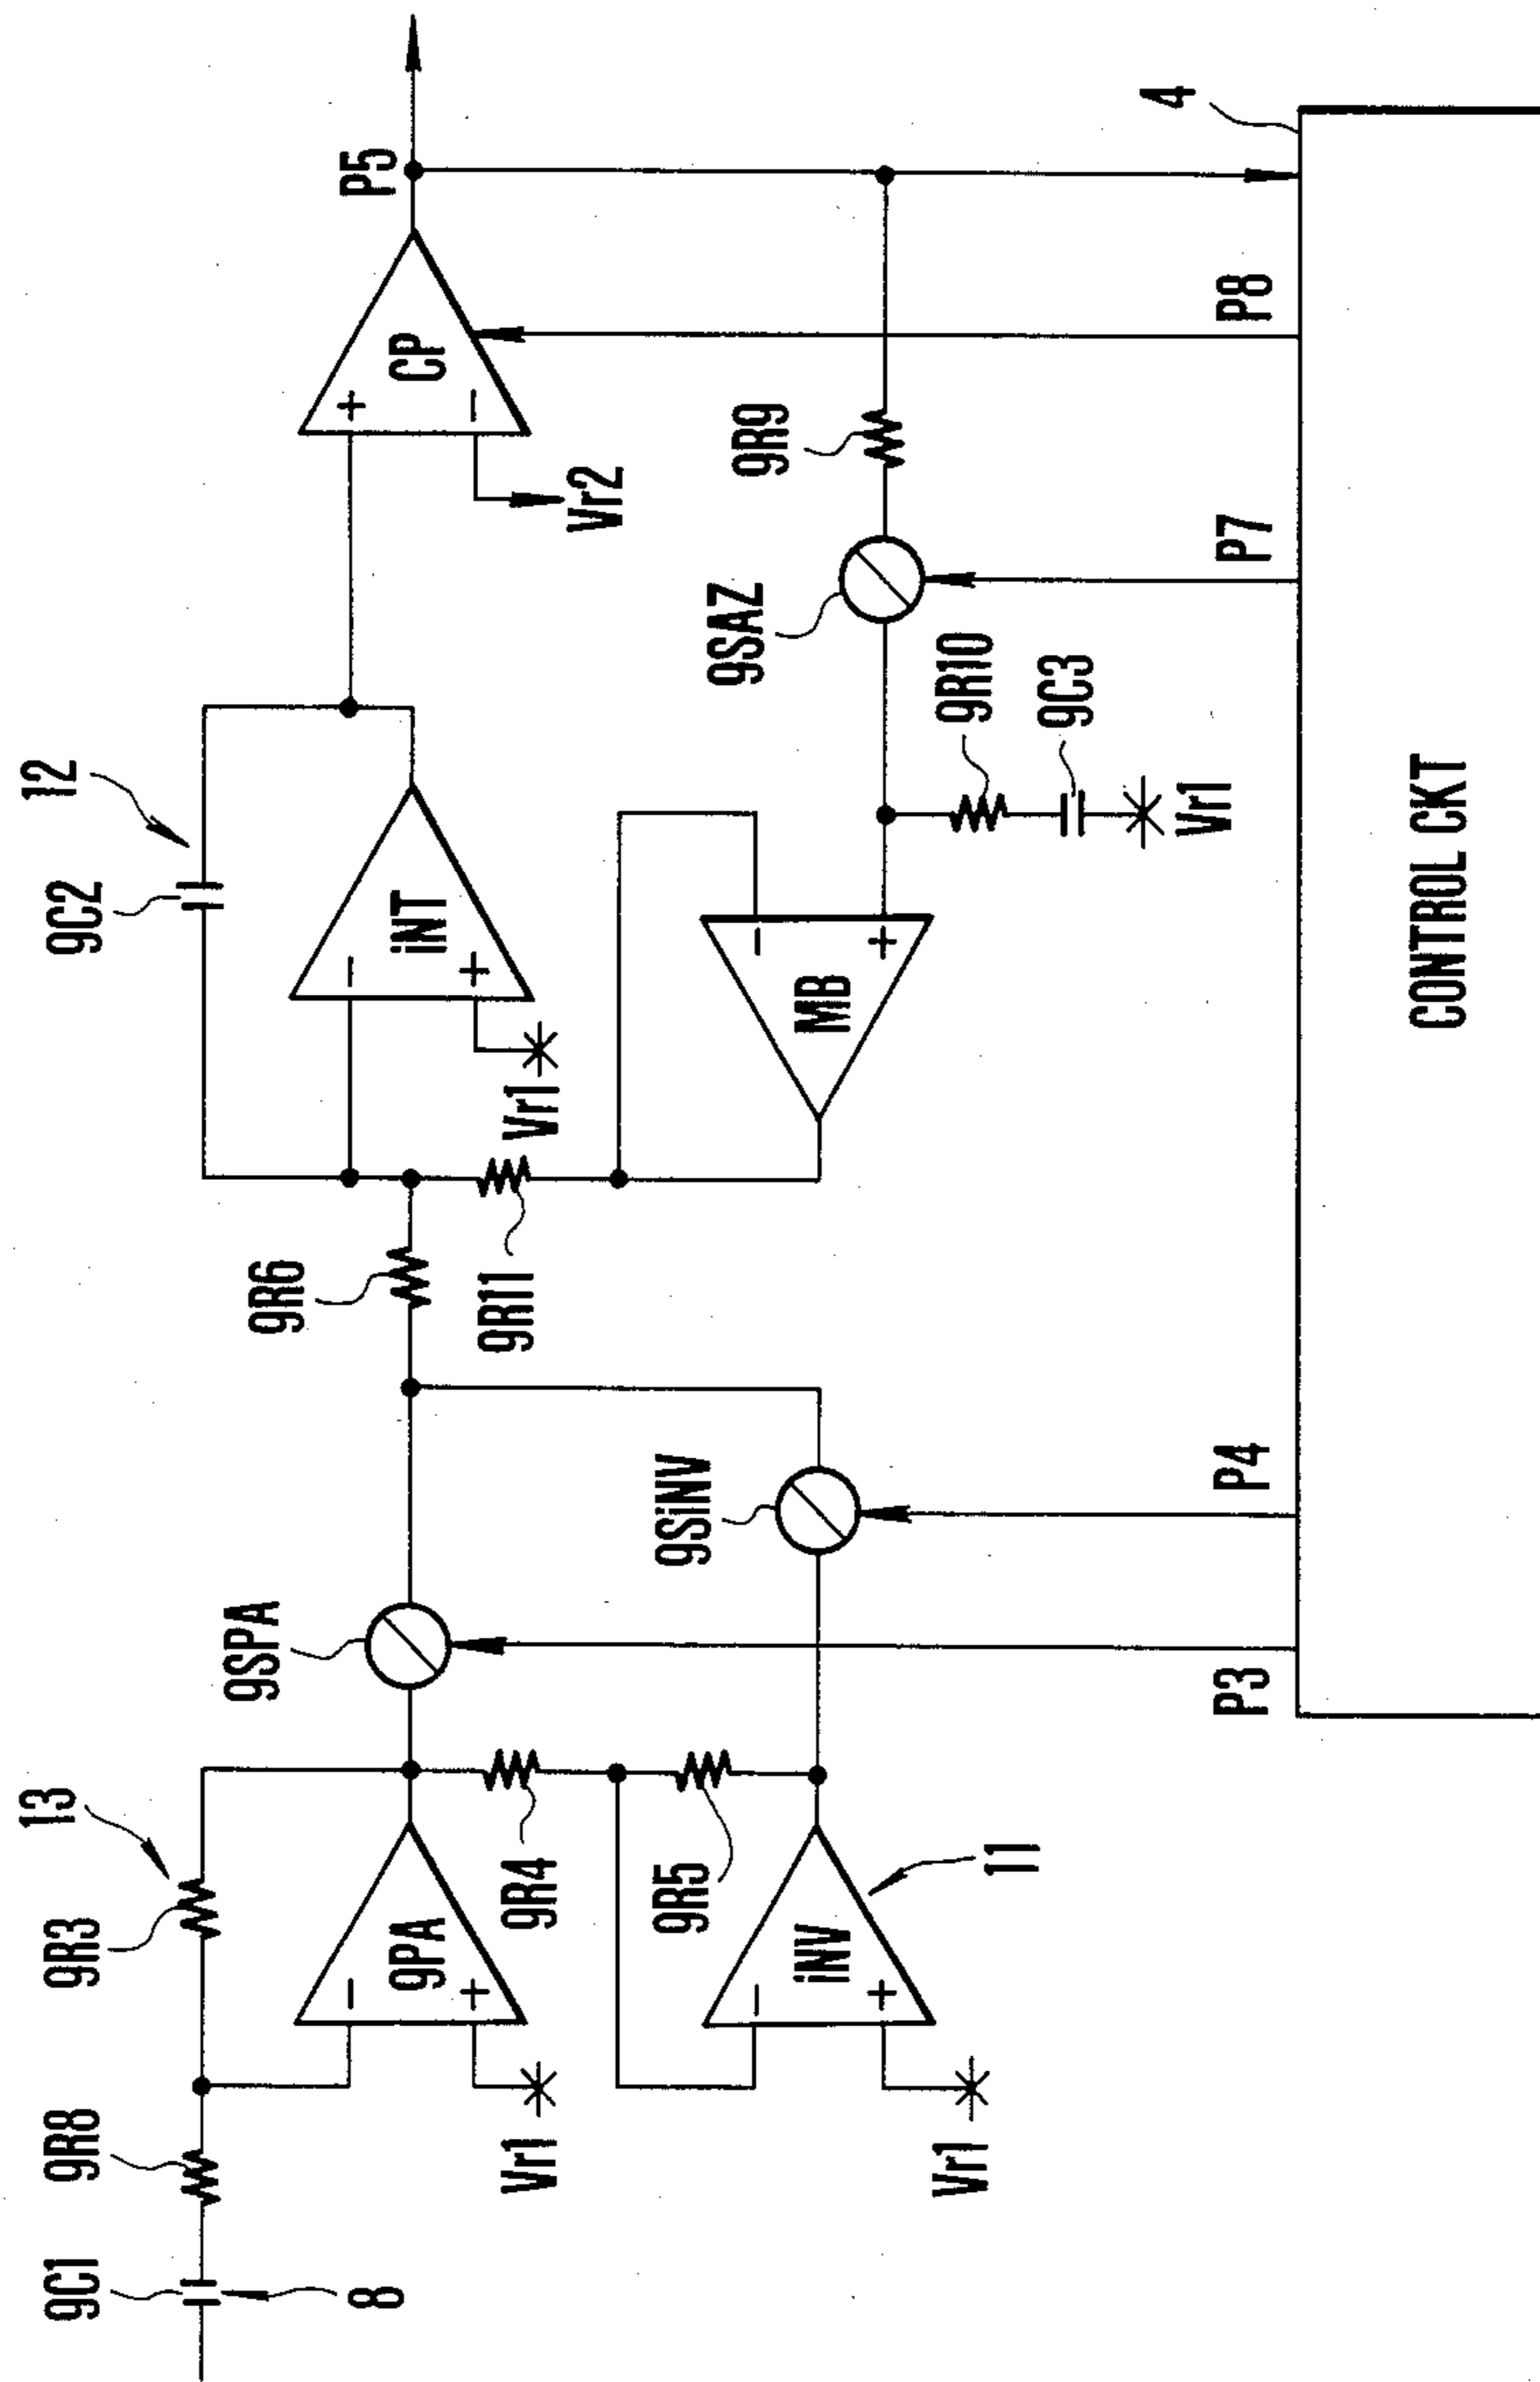 9C1
8
9R8
9R3
13
9PA
−
+
Vr1
9R4
9R5
iNV
−
+
Vr1
11
9SPA
9SiNV
P3
P4
9R6
9R11
9C2
12
iNT
−
+
Vr1
MB
−
+
9R10
9C3
Vr1
9SAZ
9R9
P7
P8
CP
+
−
Vr2
P5
4
CONTROL CKT